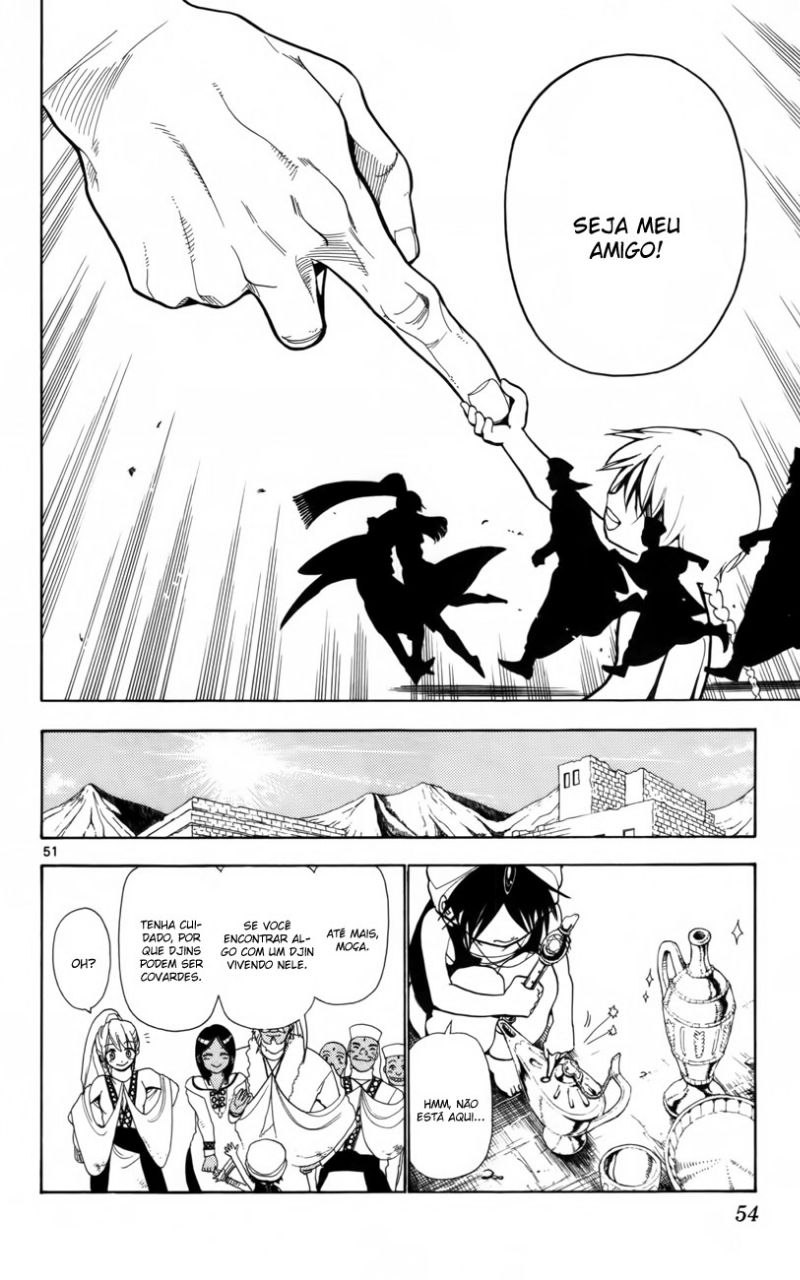 SEJA MEU
AMIGO!
51
HMM, NÃO
ESTÁ AQUI...
ATÉ MAIS,
MOÇA.
SE VOCÊ
ENCONTRAR AL-
GO COM UM DJIN
VIVENDO NELE.
TENHA CUI-
DADO, POR
QUE DJINS
PODEM SER
COVARDES.
OH?
54